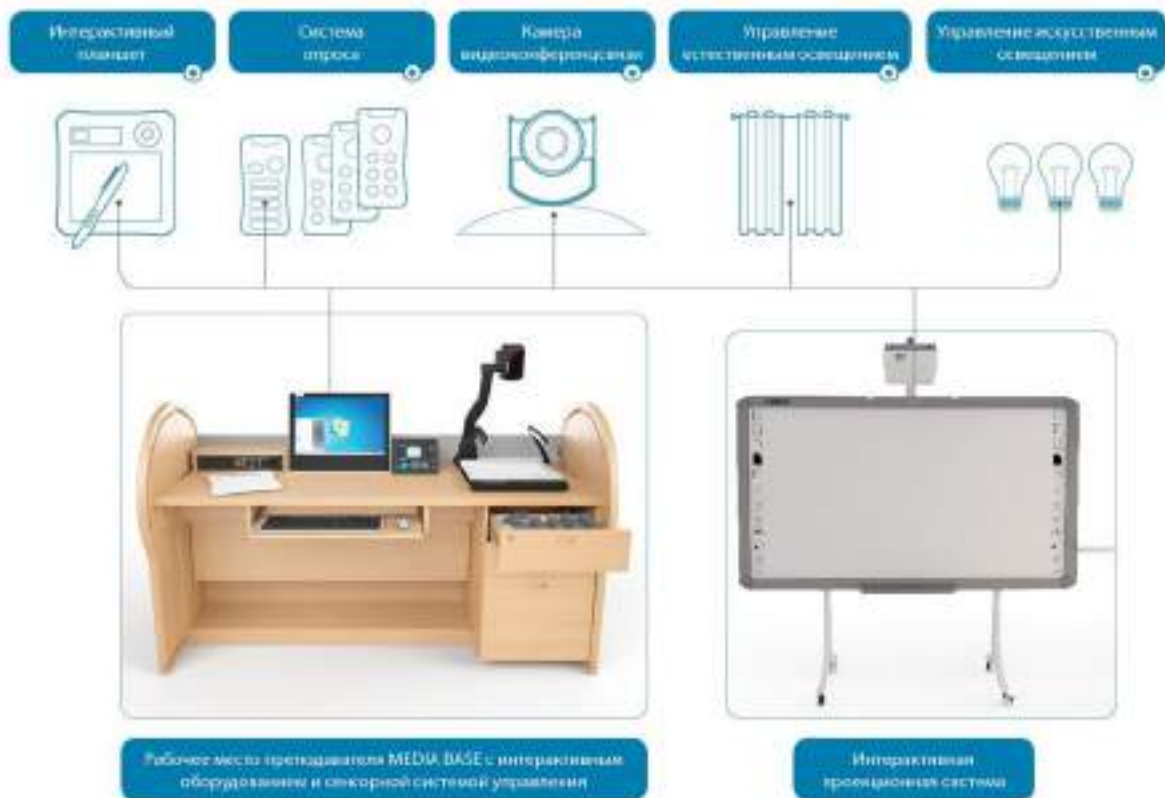 Интерактивный
планшет
Система
опроса
Камера
видеоконференцсвязи
Управление
естественным освещением
Управление искусственным
освещением
Рабочее место преподавателя MEDIA BASE с интерактивным
оборудованием и сенсорной системой управления
Интерактивная
проекционная система